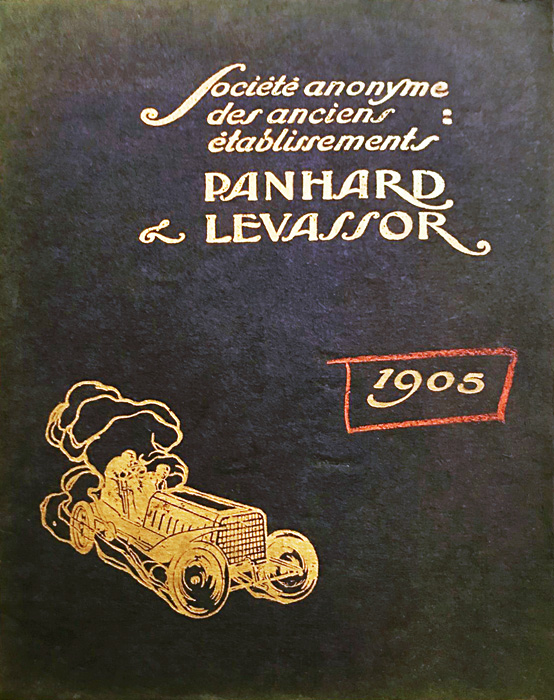 Société anonyme
des anciens :
établissements
PANHARD
& LEVASSOR
1905